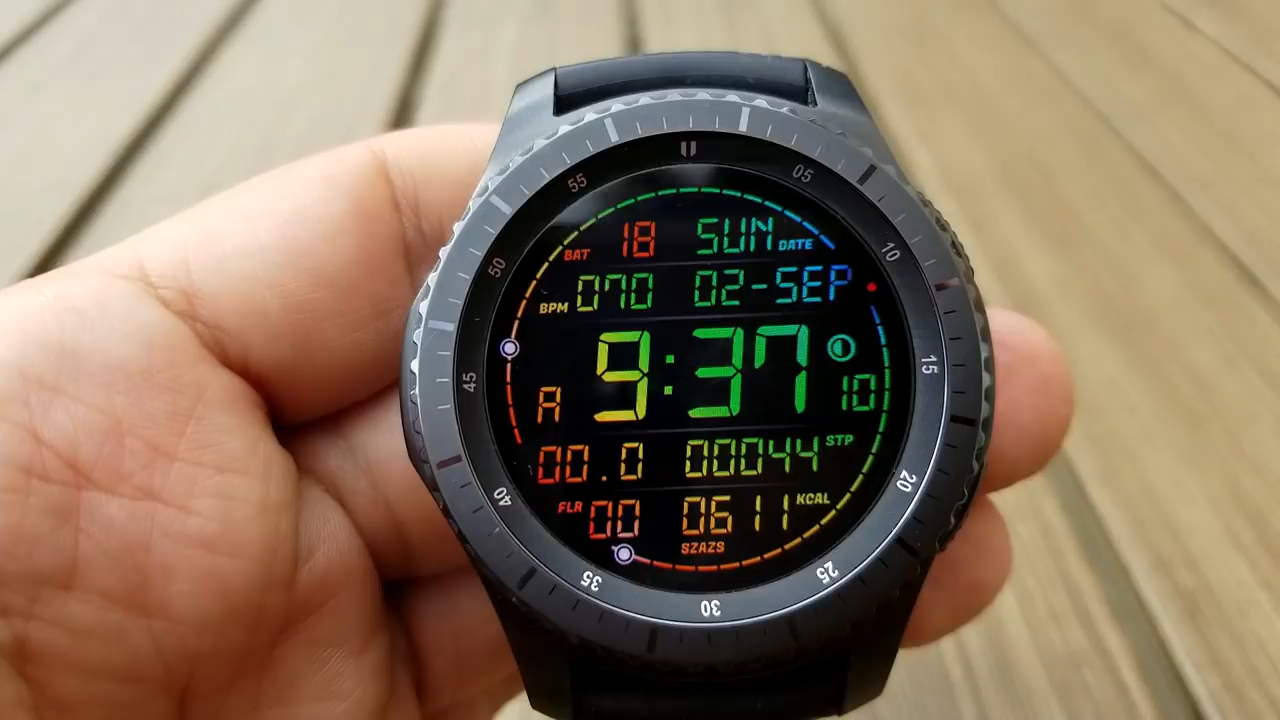 55 05
50 10
45 15
40 20
35 25
30
BAT 18 SUN DATE
BPM 070 02-SEP
A 9:37 10
00.0 00044 STP
FLR 00 0611 KCAL
SZAZS